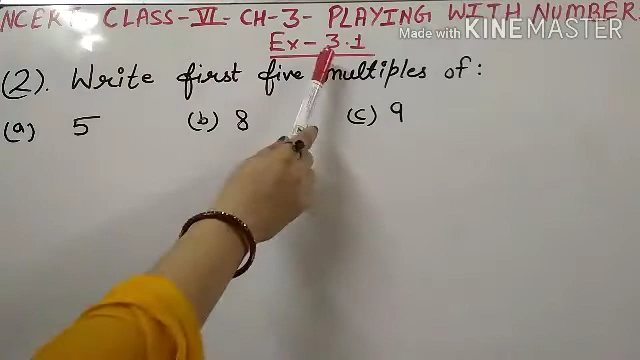 NCERT CLASS-VI- CH-3- PLAYING WITH NUMBER
Made with KINEMASTER
Ex-3.1
(2). Write first five multiples of:
(a) 5 (b) 8 (c) 9